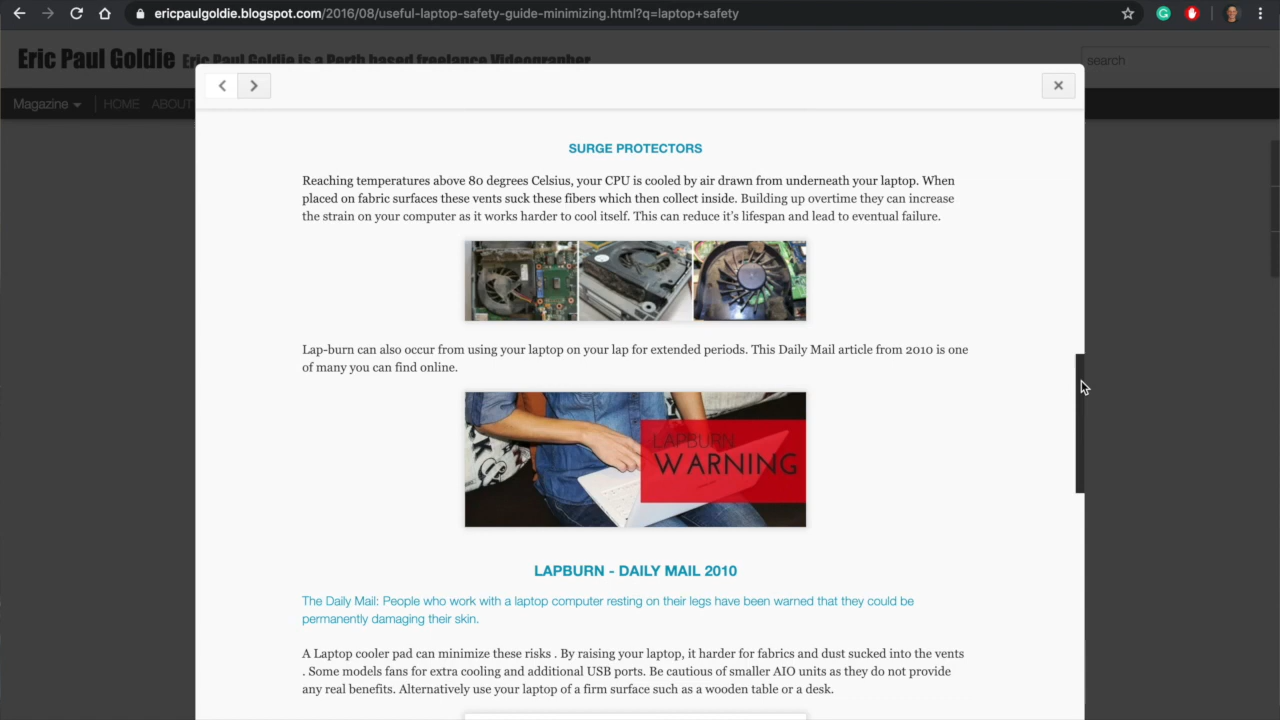 ericpaulgoldie.blogspot.com/2016/08/useful-laptop-safety-guide-minimizing.html?q=laptop+safety
Eric Paul Goldie Eric Paul Goldie is a Perth based freelance Videographer
search
Magazine HOME ABOUT
SURGE PROTECTORS
Reaching temperatures above 80 degrees Celsius, your CPU is cooled by air drawn from underneath your laptop. When
placed on fabric surfaces these vents suck these fibers which then collect inside. Building up overtime they can increase
the strain on your computer as it works harder to cool itself. This can reduce it's lifespan and lead to eventual failure.
Lap-burn can also occur from using your laptop on your lap for extended periods. This Daily Mail article from 2010 is one
of many you can find online.
LAPBURN
WARNING
LAPBURN - DAILY MAIL 2010
The Daily Mail: People who work with a laptop computer resting on their legs have been warned that they could be
permanently damaging their skin.
A Laptop cooler pad can minimize these risks . By raising your laptop, it harder for fabrics and dust sucked into the vents
. Some models fans for extra cooling and additional USB ports. Be cautious of smaller AIO units as they do not provide
any real benefits. Alternatively use your laptop of a firm surface such as a wooden table or a desk.